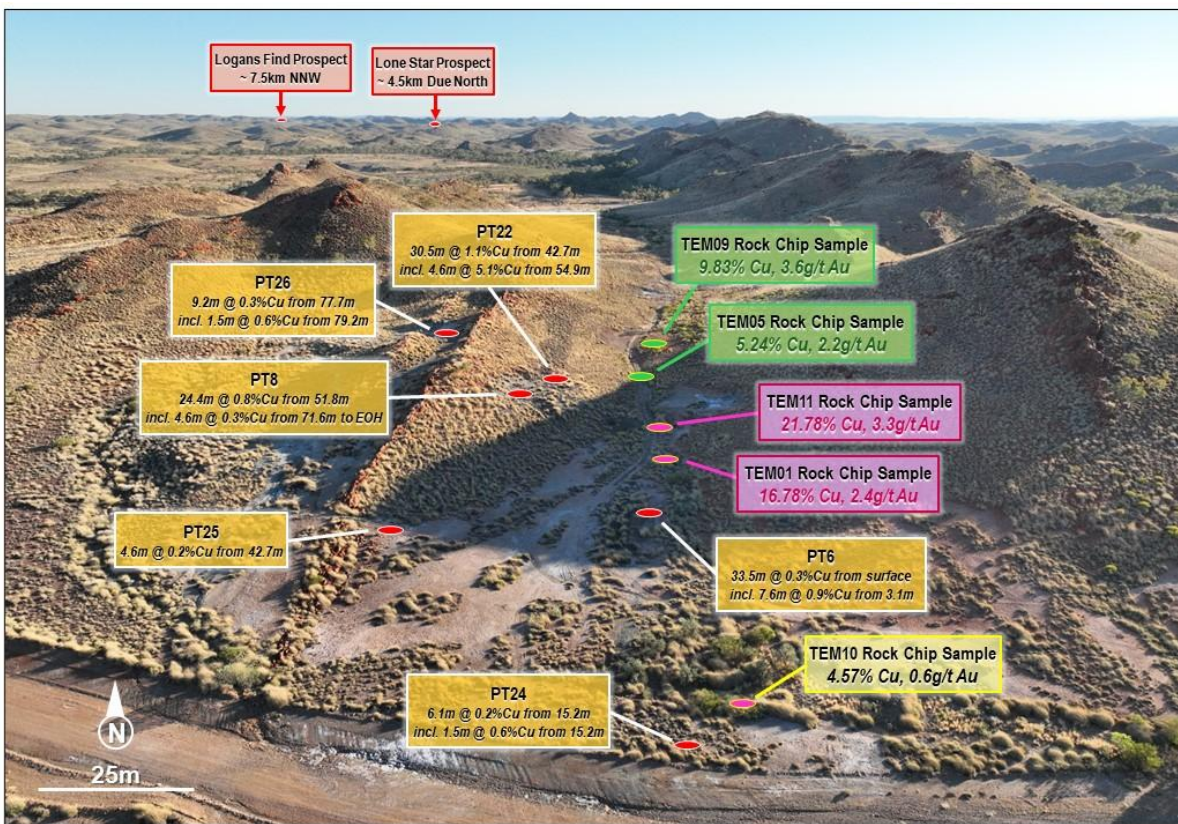 Logans Find Prospect
~ 7.5km NNW
Lone Star Prospect
~ 4.5km Due North
PT22
30.5m @ 1.1%Cu from 42.7m
incl. 4.6m @ 5.1%Cu from 54.9m
TEM09 Rock Chip Sample
9.83% Cu, 3.6g/t Au
PT26
9.2m @ 0.3%Cu from 77.7m
incl. 1.5m @ 0.6%Cu from 79.2m
TEM05 Rock Chip Sample
5.24% Cu, 2.2g/t Au
PT8
24.4m @ 0.8%Cu from 51.8m
incl. 4.6m @ 0.3%Cu from 71.6m to EOH
TEM11 Rock Chip Sample
21.78% Cu, 3.3g/t Au
TEM01 Rock Chip Sample
16.78% Cu, 2.4g/t Au
PT25
4.6m @ 0.2%Cu from 42.7m
PT6
33.5m @ 0.3%Cu from surface
incl. 7.6m @ 0.9%Cu from 3.1m
TEM10 Rock Chip Sample
4.57% Cu, 0.6g/t Au
PT24
6.1m @ 0.2%Cu from 15.2m
incl. 1.5m @ 0.6%Cu from 15.2m
N
25m